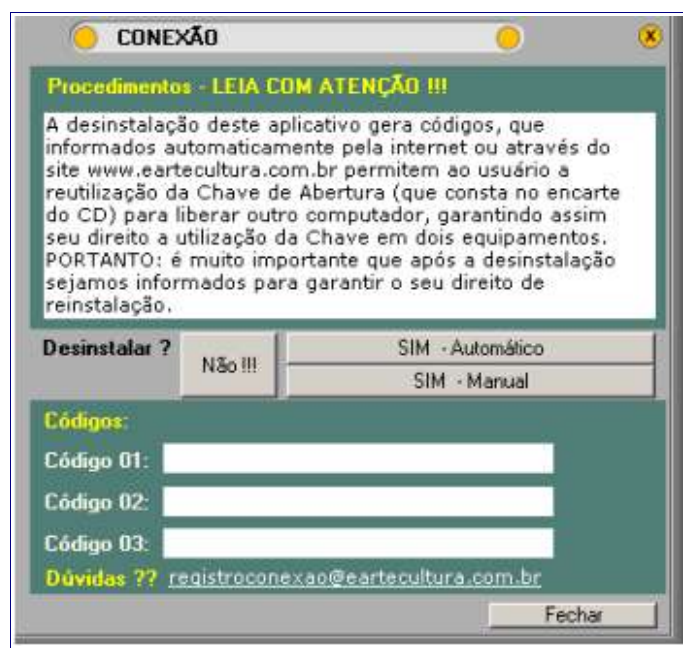 CONEXÃO
Procedimentos - LEIA COM ATENÇÃO !!!
A desinstalação deste aplicativo gera códigos, que
informados automaticamente pela internet ou através do
site www.eartecultura.com.br permitem ao usuário a
reutilização da Chave de Abertura (que consta no encarte
do CD) para liberar outro computador, garantindo assim
seu direito a utilização da Chave em dois equipamentos.
PORTANTO: é muito importante que após a desinstalação
sejamos informados para garantir o seu direito de
reinstalação.
Desinstalar ?
Não !!!
SIM - Automático
SIM - Manual
Códigos:
Código 01:
Código 02:
Código 03:
Dúvidas ?? registroconexao@eartecultura.com.br
Fechar